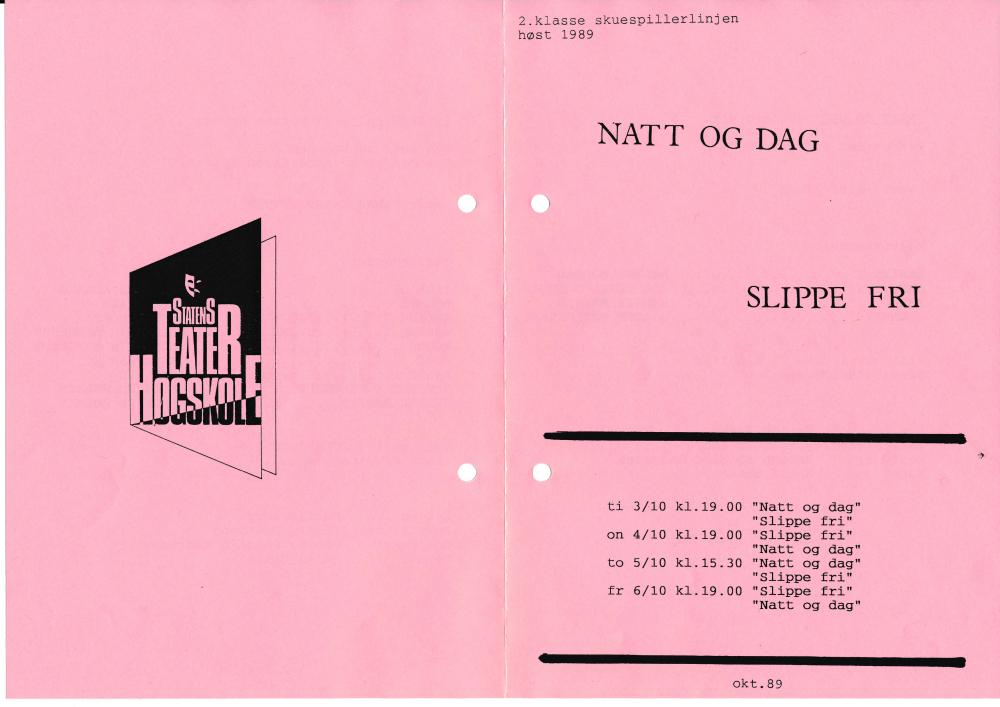 STATENS
TEATER
HØGSKOLE
2.klasse skuespillerlinjen
høst 1989
NATT OG DAG
SLIPPE FRI
ti 3/10 kl.19.00 "Natt og dag"
"Slippe fri"
on 4/10 kl.19.00 "Slippe fri"
"Natt og dag"
to 5/10 kl.15.30 "Natt og dag"
"Slippe fri"
fr 6/10 kl.19.00 "Slippe fri"
"Natt og dag"
okt.89